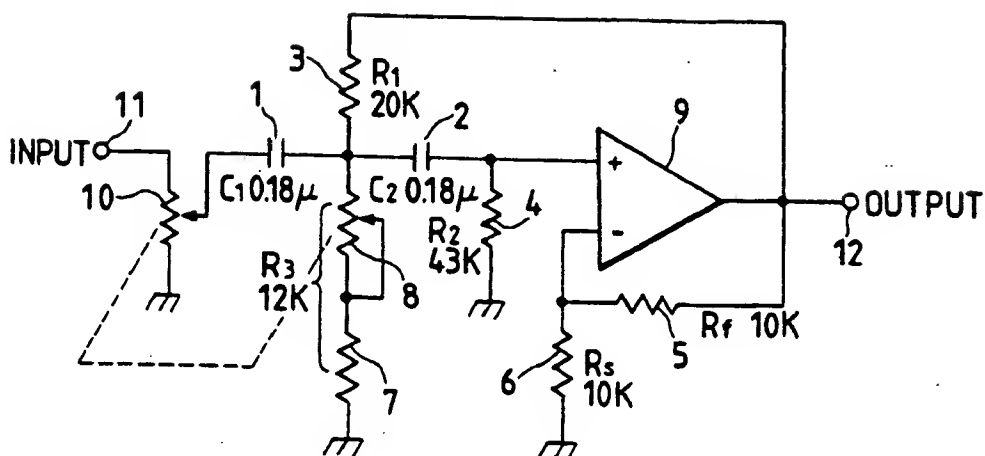 11
INPUT
10
1
C1 0.18μ
3
R1
20K
2
C2 0.18μ
4
R2
43K
R3
12K
8
7
9
+
-
OUTPUT
12
5
Rf 10K
6
Rs
10K